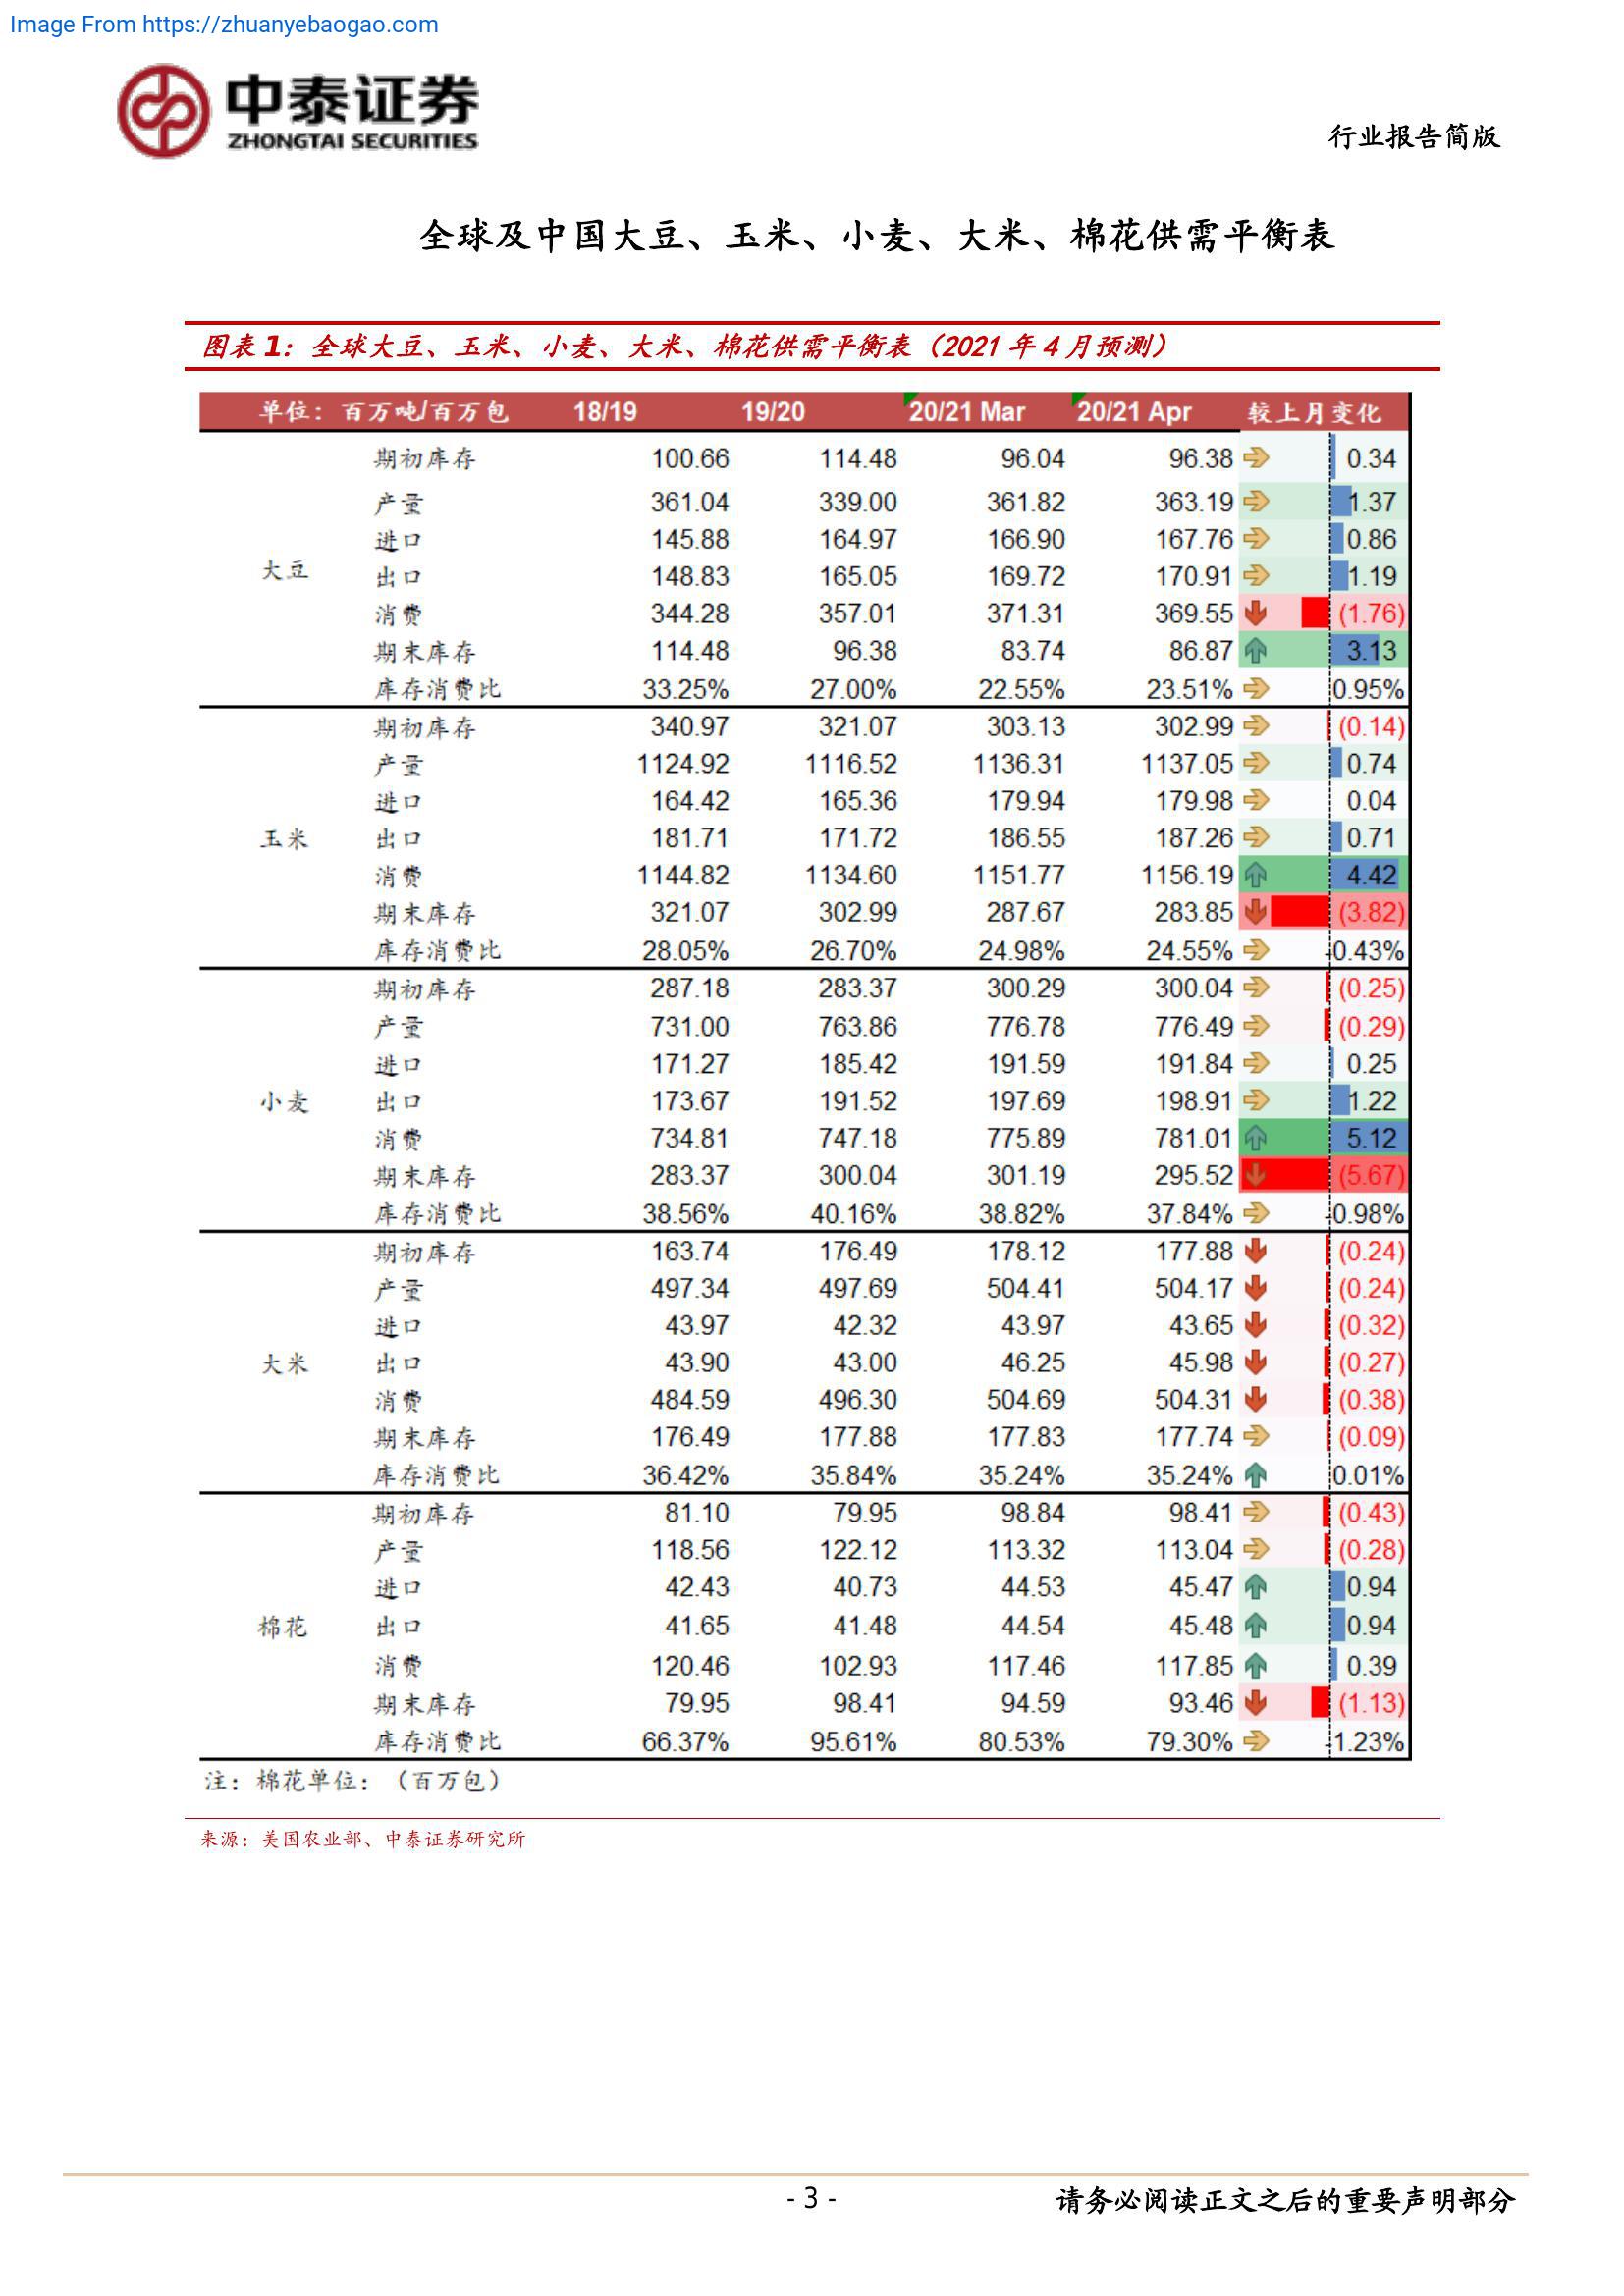 Image From https://zhuanyebaogao.com
中泰证券
ZHONGTAI SECURITIES
行业报告简版
全球及中国大豆、玉米、小麦、大米、棉花供需平衡表
图表1：全球大豆、玉米、小麦、大米、棉花供需平衡表（2021年4月预测）
单位：百万吨/百万包 18/19 19/20 20/21 Mar 20/21 Apr 较上月变化
期初库存 100.66 114.48 96.04 96.38 0.34
产量 361.04 339.00 361.82 363.19 1.37
进口 145.88 164.97 166.90 167.76 0.86
大豆 出口 148.83 165.05 169.72 170.91 1.19
消费 344.28 357.01 371.31 369.55 (1.76)
期末库存 114.48 96.38 83.74 86.87 3.13
库存消费比 33.25% 27.00% 22.55% 23.51% 0.95%
期初库存 340.97 321.07 303.13 302.99 (0.14)
产量 1124.92 1116.52 1136.31 1137.05 0.74
进口 164.42 165.36 179.94 179.98 0.04
玉米 出口 181.71 171.72 186.55 187.26 0.71
消费 1144.82 1134.60 1151.77 1156.19 4.42
期末库存 321.07 302.99 287.67 283.85 (3.82)
库存消费比 28.05% 26.70% 24.98% 24.55% -0.43%
期初库存 287.18 283.37 300.29 300.04 (0.25)
产量 731.00 763.86 776.78 776.49 (0.29)
进口 171.27 185.42 191.59 191.84 0.25
小麦 出口 173.67 191.52 197.69 198.91 1.22
消费 734.81 747.18 775.89 781.01 5.12
期末库存 283.37 300.04 301.19 295.52 (5.67)
库存消费比 38.56% 40.16% 38.82% 37.84% -0.98%
期初库存 163.74 176.49 178.12 177.88 (0.24)
产量 497.34 497.69 504.41 504.17 (0.24)
进口 43.97 42.32 43.97 43.65 (0.32)
大米 出口 43.90 43.00 46.25 45.98 (0.27)
消费 484.59 496.30 504.69 504.31 (0.38)
期末库存 176.49 177.88 177.83 177.74 (0.09)
库存消费比 36.42% 35.84% 35.24% 35.24% 0.01%
期初库存 81.10 79.95 98.84 98.41 (0.43)
产量 118.56 122.12 113.32 113.04 (0.28)
进口 42.43 40.73 44.53 45.47 0.94
棉花 出口 41.65 41.48 44.54 45.48 0.94
消费 120.46 102.93 117.46 117.85 0.39
期末库存 79.95 98.41 94.59 93.46 (1.13)
库存消费比 66.37% 95.61% 80.53% 79.30% -1.23%
注：棉花单位：（百万包）
来源：美国农业部、中泰证券研究所
- 3 -
请务必阅读正文之后的重要声明部分